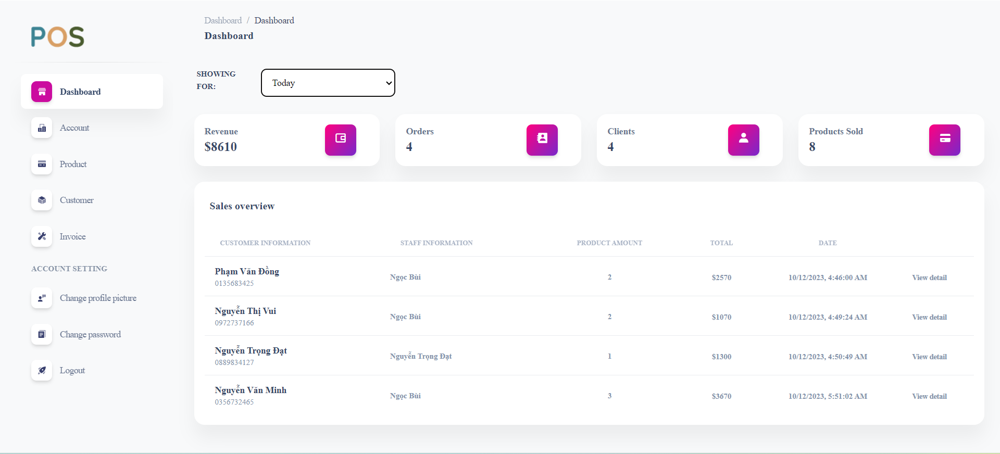 POS
Dashboard / Dashboard
Dashboard
SHOWING
FOR:
Today
Dashboard
Account
Product
Customer
Invoice
ACCOUNT SETTING
Change profile picture
Change password
Logout
Revenue
$8610
Orders
4
Clients
4
Products Sold
8
Sales overview
CUSTOMER INFORMATION STAFF INFORMATION PRODUCT AMOUNT TOTAL DATE
Phạm Văn Đồng
0135683425
Ngọc Bùi 2 $2570 10/12/2023, 4:46:00 AM View detail
Nguyễn Thị Vui
0972737166
Ngọc Bùi 2 $1070 10/12/2023, 4:49:24 AM View detail
Nguyễn Trọng Đạt
0889834127
Nguyễn Trọng Đạt 1 $1300 10/12/2023, 4:50:49 AM View detail
Nguyễn Văn Minh
0356732465
Ngọc Bùi 3 $3670 10/12/2023, 5:51:02 AM View detail